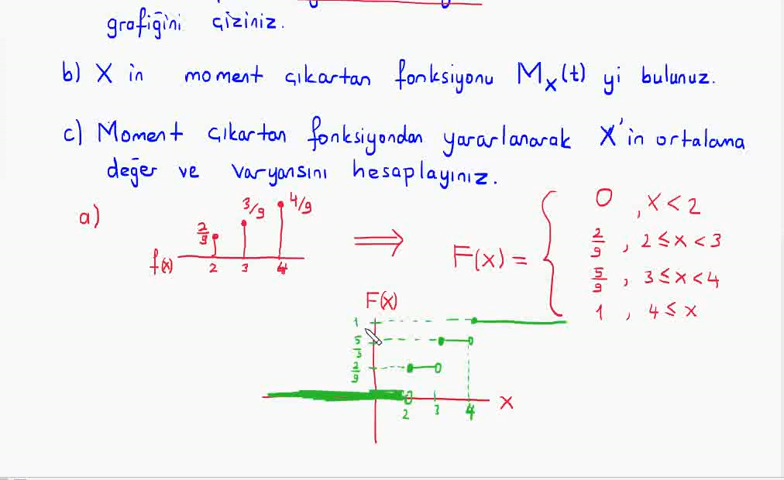 grafiğini çiziniz.
b) X in moment çıkartan fonksiyonu Mx(t) yi bulunuz.
c) Moment çıkartan fonksiyondan yararlanarak X'in ortalama
değer ve varyansını hesaplayınız.
a)
2/9 3/9 4/9
f(x) 2 3 4
⟹
F(x) = { 0 , x < 2
2/9 , 2 ≤ x < 3
5/9 , 3 ≤ x < 4
1 , 4 ≤ x
F(x)
1
5/3
2/9
2 3 4 X